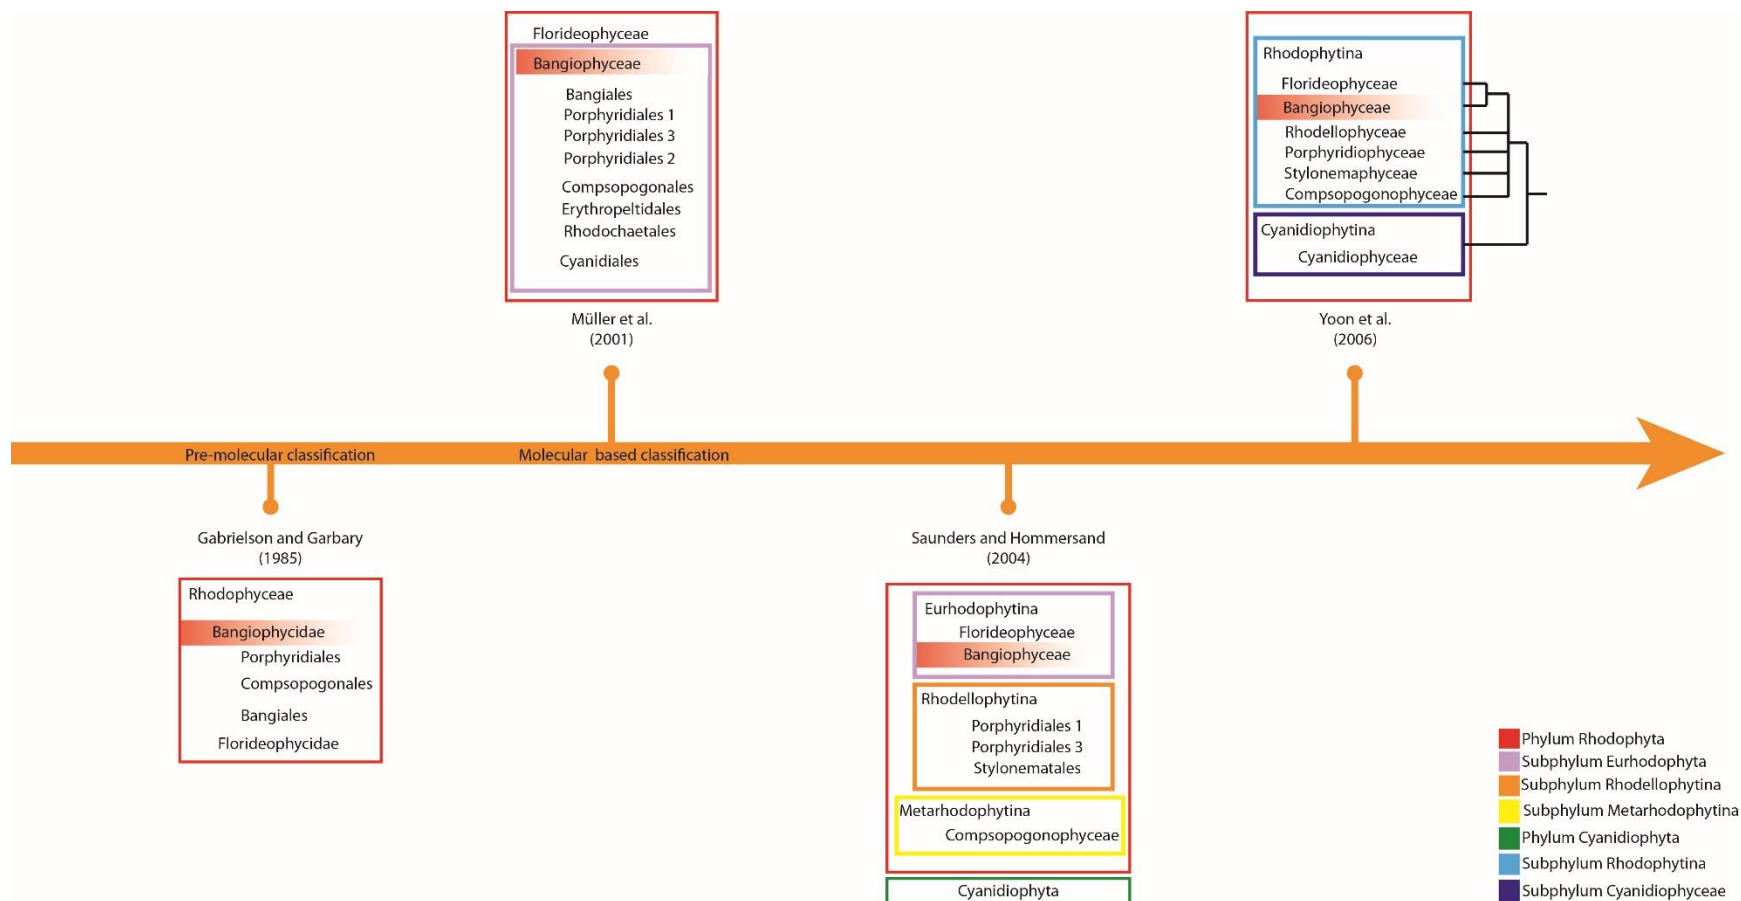 Florideophyceae
Bangiophyceae
Bangiales
Porphyridiales 1
Porphyridiales 3
Porphyridiales 2
Compsopogonales
Erythropeltidales
Rhodochaetales
Cyanidiales
Müller et al.
(2001)
Rhodophytina
Florideophyceae
Bangiophyceae
Rhodellophyceae
Porphyridiophyceae
Stylonemaphyceae
Compsopogonophyceae
Cyanidiophytina
Cyanidiophyceae
Yoon et al.
(2006)
Pre-molecular classification
Molecular based classification
Gabrielson and Garbary
(1985)
Rhodophyceae
Bangiophycidae
Porphyridiales
Compsopogonales
Bangiales
Florideophycidae
Saunders and Hommersand
(2004)
Eurhodophytina
Florideophyceae
Bangiophyceae
Rhodellophytina
Porphyridiales 1
Porphyridiales 3
Stylonematales
Metarhodophytina
Compsopogonophyceae
Cyanidiophyta
Phylum Rhodophyta
Subphylum Eurhodophyta
Subphylum Rhodellophytina
Subphylum Metarhodophytina
Phylum Cyanidiophyta
Subphylum Rhodophytina
Subphylum Cyanidiophyceae